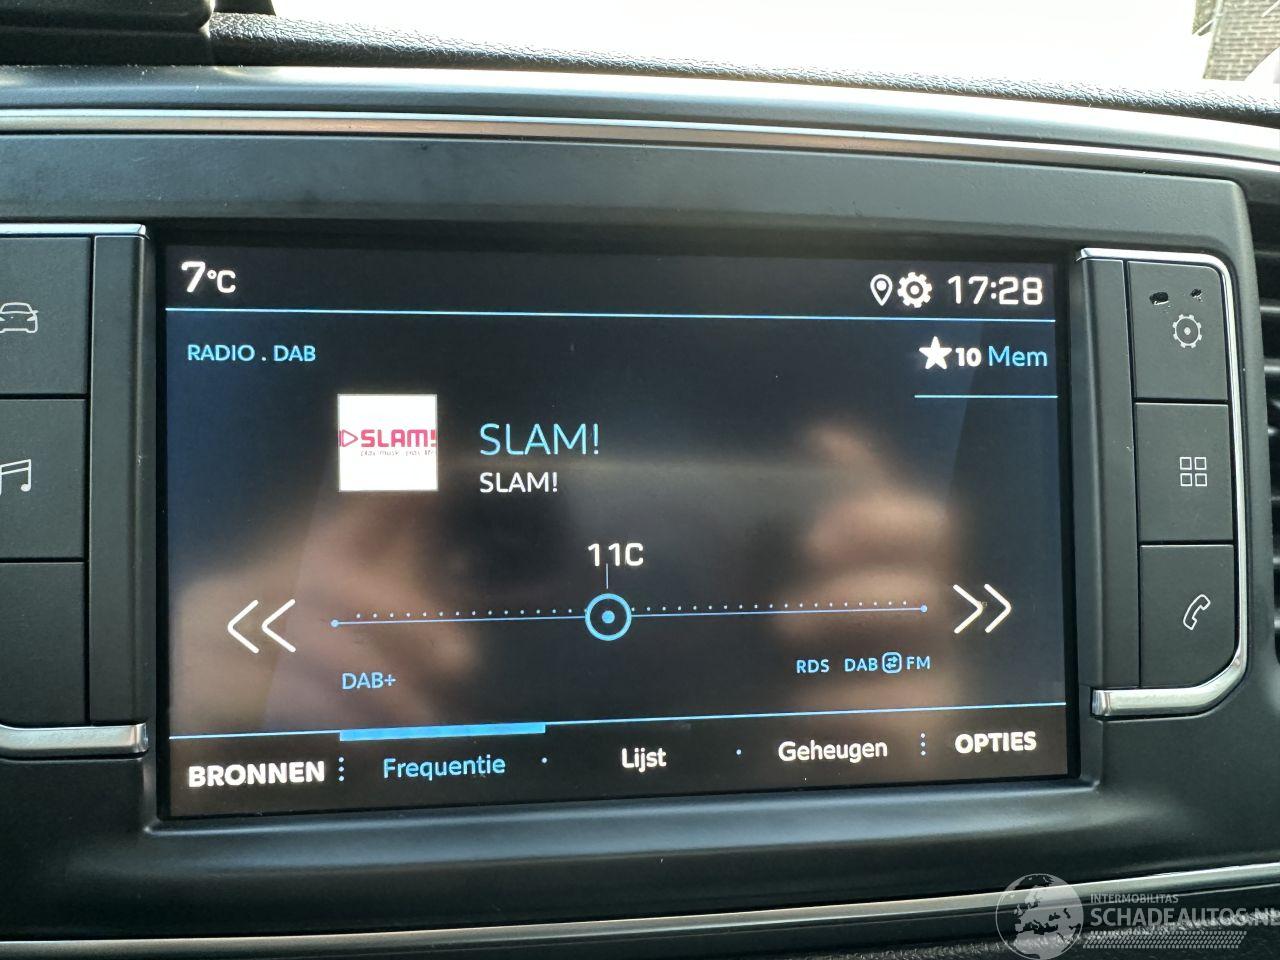 7°C
17:28
RADIO . DAB
10 Mem
SLAM!
SLAM!
SLAM!
11C
DAB+
RDS DAB FM
BRONNEN Frequentie Lijst Geheugen OPTIES
INTERMOBILITAS
SCHADEAUTOS.NL